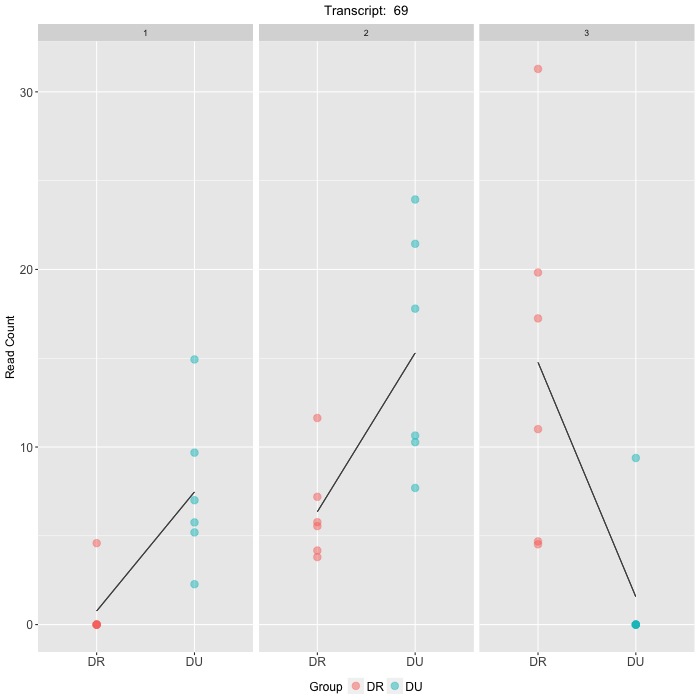 Transcript: 69
1 2 3
30
20
10
0
Read Count
DR DU DR DU DR DU
Group DR DU